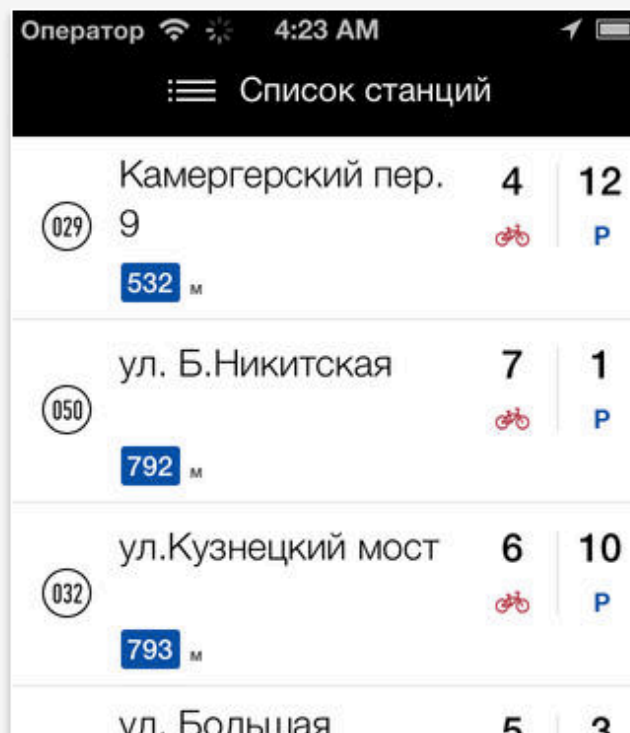 Оператор 4:23 AM
Список станций
Камергерский пер. 4 12
029 9 P
532 м
ул. Б.Никитская 7 1
050 P
792 м
ул.Кузнецкий мост 6 10
032 P
793 м
ул. Большая 5 3